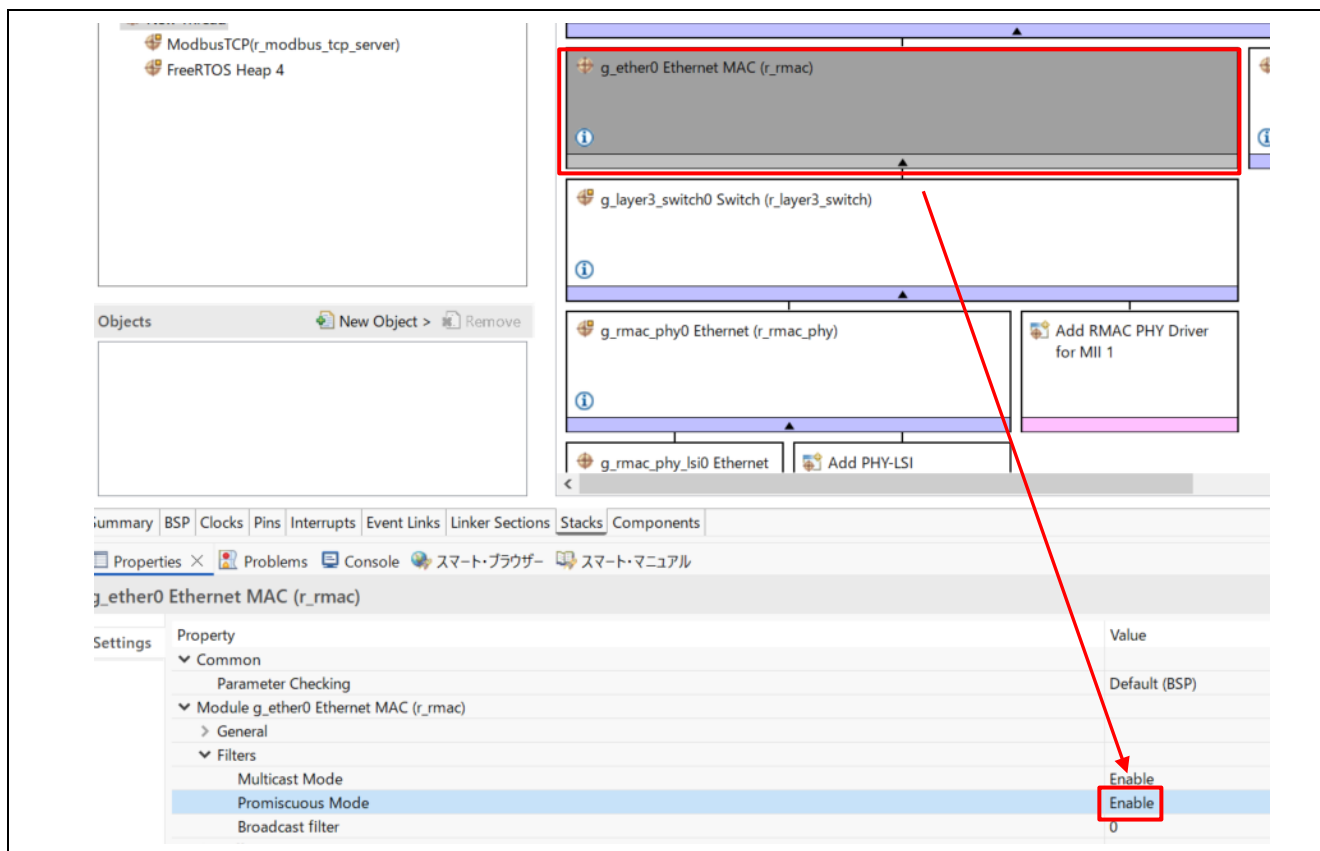 New Thread
ModbusTCP(r_modbus_tcp_server)
FreeRTOS Heap 4
g_ether0 Ethernet MAC (r_rmac)
g_layer3_switch0 Switch (r_layer3_switch)
Objects
New Object >
Remove
g_rmac_phy0 Ethernet (r_rmac_phy)
Add RMAC PHY Driver
for MII 1
g_rmac_phy_lsi0 Ethernet
Add PHY-LSI
Summary BSP Clocks Pins Interrupts Event Links Linker Sections Stacks Components
Properties Problems Console スマート・ブラウザー スマート・マニュアル
g_ether0 Ethernet MAC (r_rmac)
Settings
Property Value
Common
Parameter Checking Default (BSP)
Module g_ether0 Ethernet MAC (r_rmac)
General
Filters
Multicast Mode Enable
Promiscuous Mode Enable
Broadcast filter 0